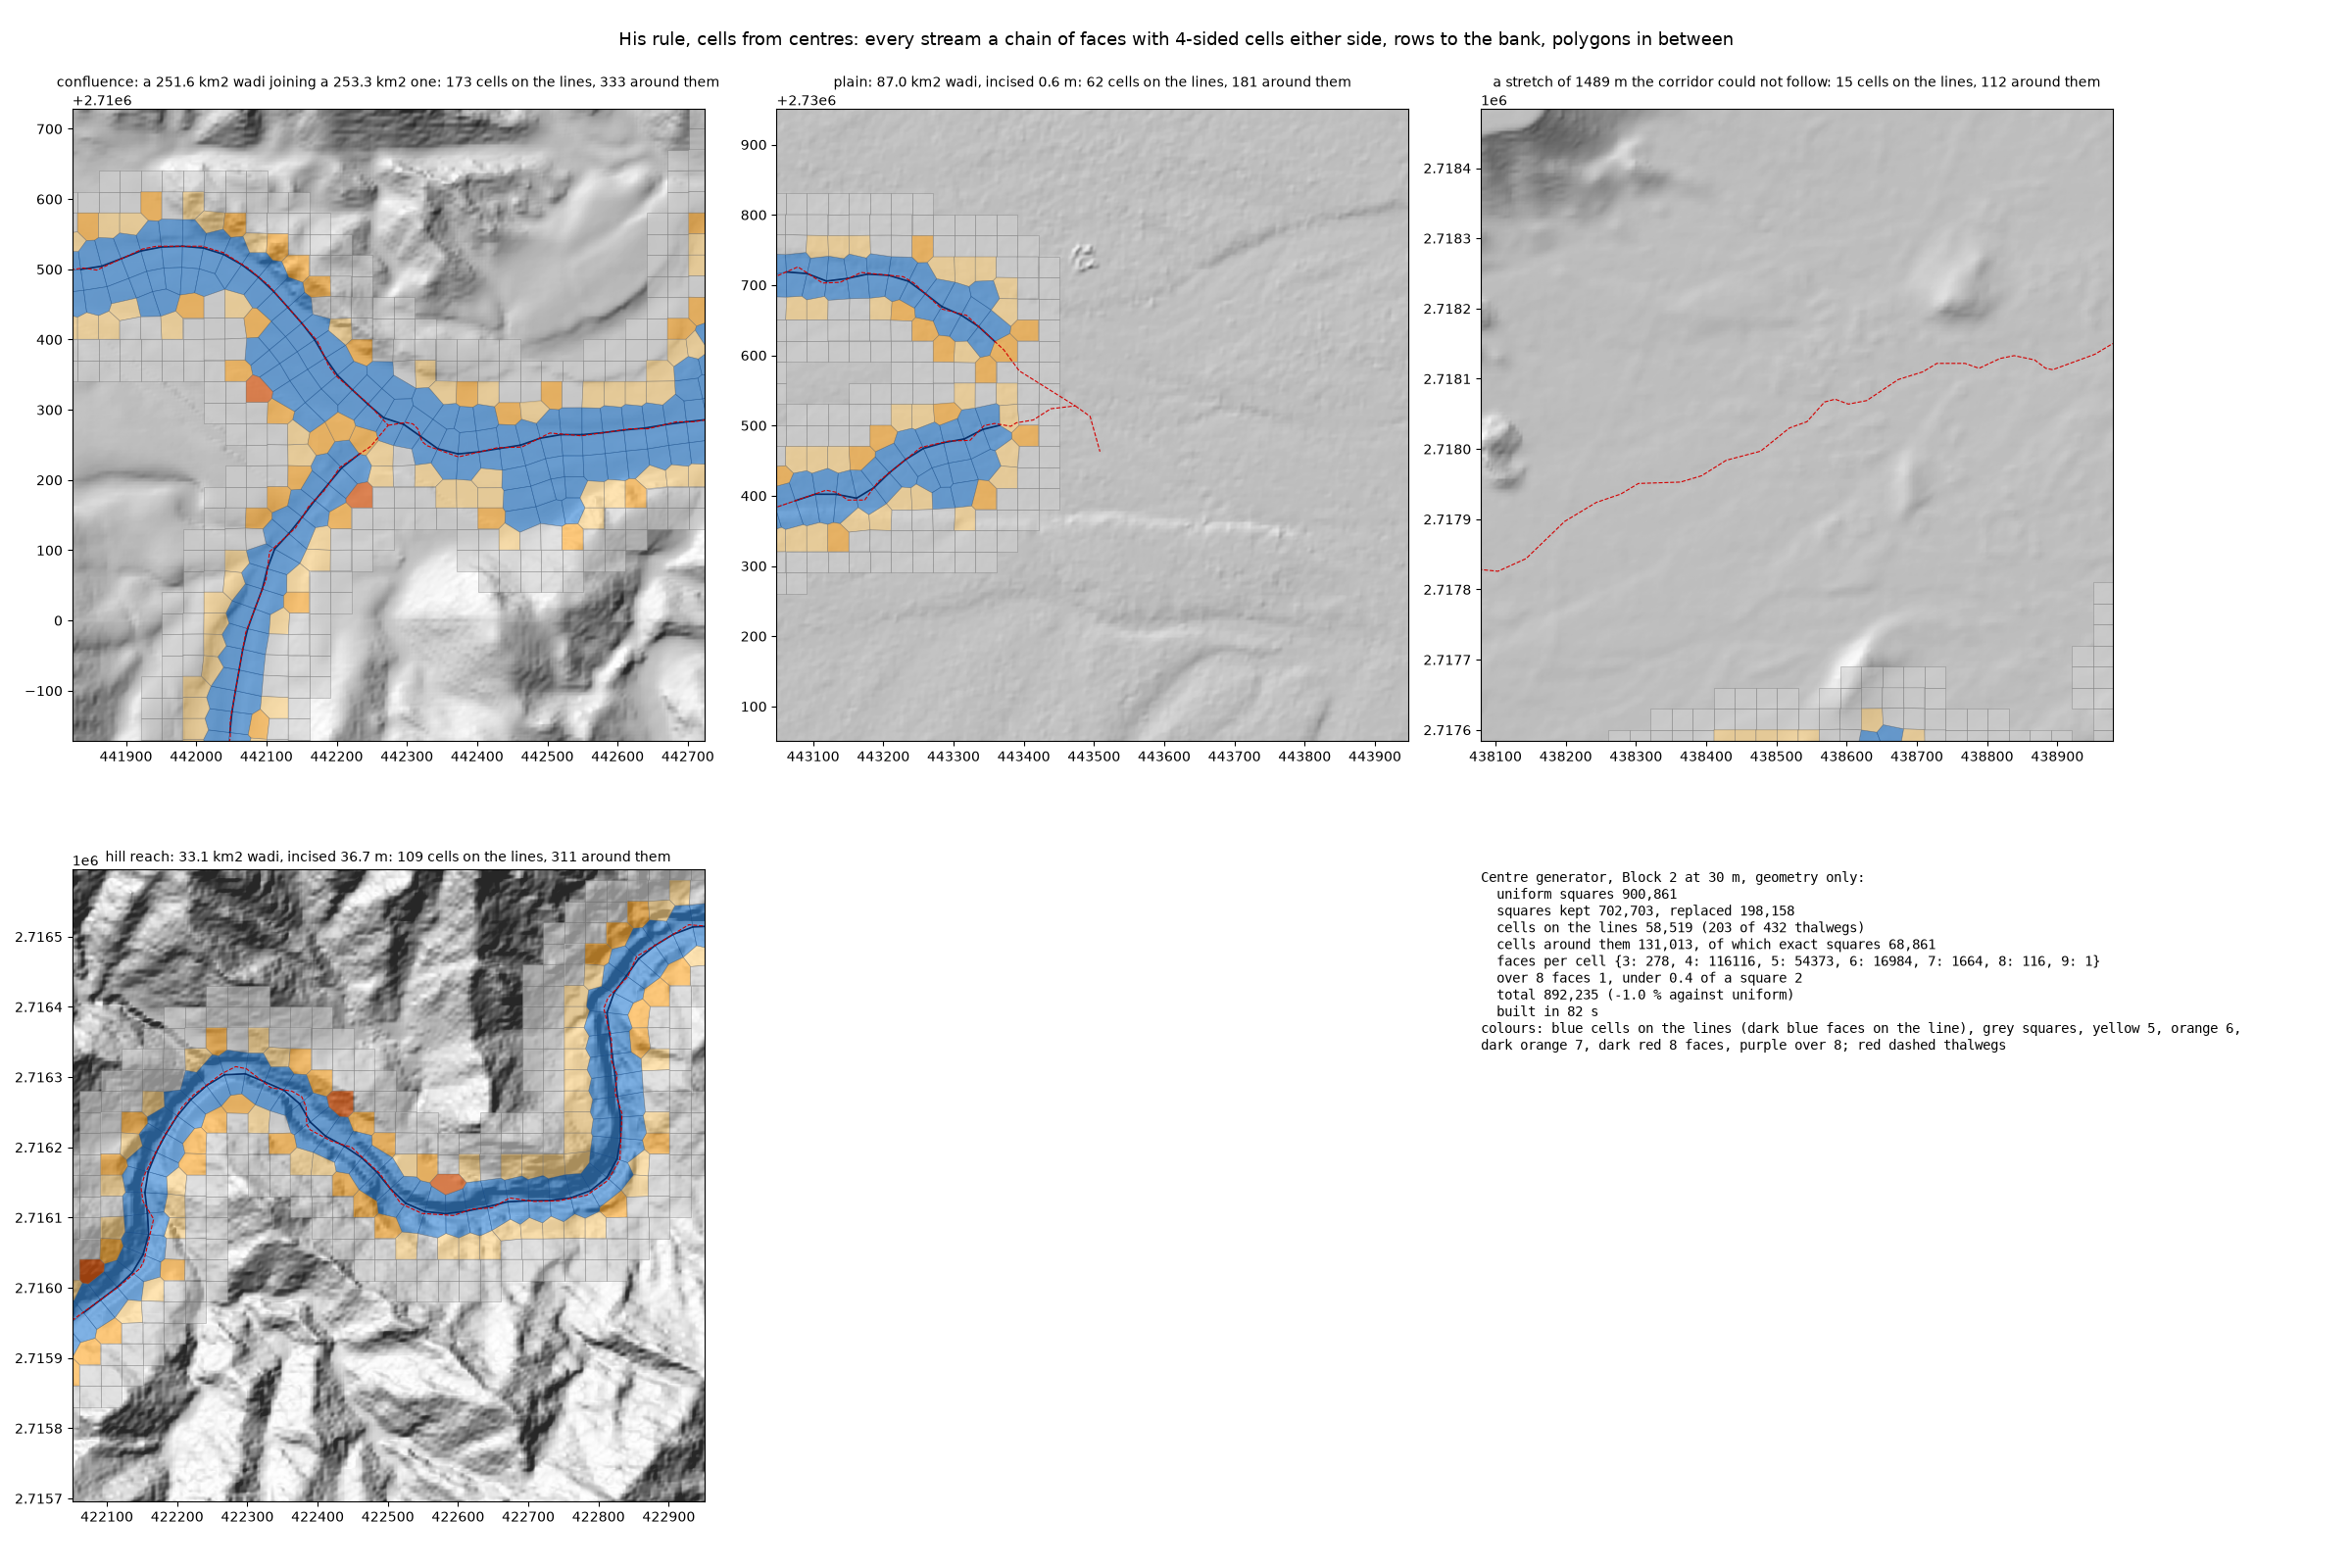 His rule, cells from centres: every stream a chain of faces with 4-sided cells either side, rows to the bank, polygons in between
confluence: a 251.6 km2 wadi joining a 253.3 km2 one: 173 cells on the lines, 333 around them
+2.71e6
700
600
500
400
300
200
100
0
−100
441900 442000 442100 442200 442300 442400 442500 442600 442700
plain: 87.0 km2 wadi, incised 0.6 m: 62 cells on the lines, 181 around them
+2.73e6
900
800
700
600
500
400
300
200
100
443100 443200 443300 443400 443500 443600 443700 443800 443900
a stretch of 1489 m the corridor could not follow: 15 cells on the lines, 112 around them
1e6
2.7184
2.7183
2.7182
2.7181
2.7180
2.7179
2.7178
2.7177
2.7176
438100 438200 438300 438400 438500 438600 438700 438800 438900
hill reach: 33.1 km2 wadi, incised 36.7 m: 109 cells on the lines, 311 around them
1e6
2.7165
2.7164
2.7163
2.7162
2.7161
2.7160
2.7159
2.7158
2.7157
422100 422200 422300 422400 422500 422600 422700 422800 422900
Centre generator, Block 2 at 30 m, geometry only:
uniform squares 900,861
squares kept 702,703, replaced 198,158
cells on the lines 58,519 (203 of 432 thalwegs)
cells around them 131,013, of which exact squares 68,861
faces per cell {3: 278, 4: 116116, 5: 54373, 6: 16984, 7: 1664, 8: 116, 9: 1}
over 8 faces 1, under 0.4 of a square 2
total 892,235 (-1.0 % against uniform)
built in 82 s
colours: blue cells on the lines (dark blue faces on the line), grey squares, yellow 5, orange 6,
dark orange 7, dark red 8 faces, purple over 8; red dashed thalwegs